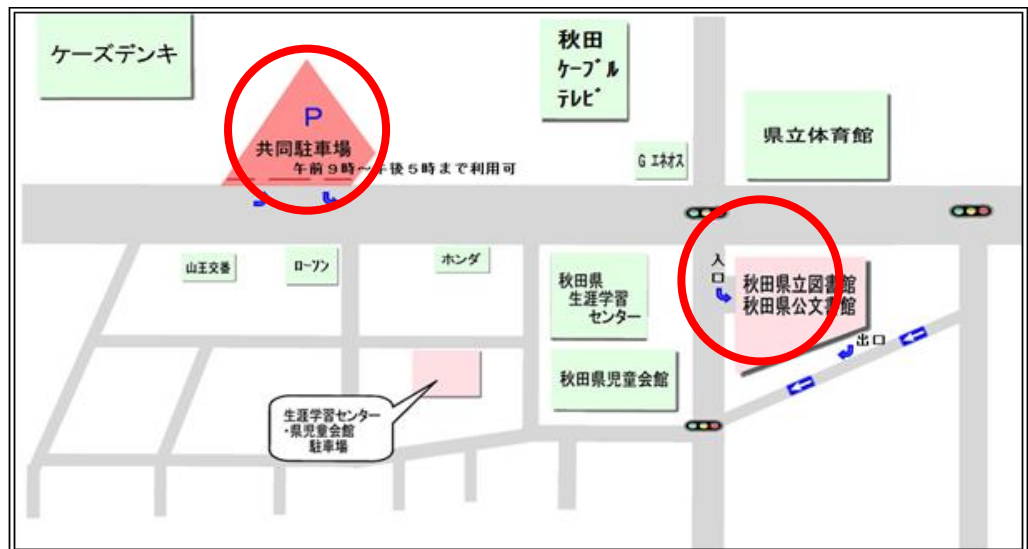 ケーズデンキ
P
共同駐車場
午前9時～午後5時まで利用可
秋田
ケーブル
テレビ
G エネオス
県立体育館
山王交番
ローソン
ホンダ
秋田県
生涯学習
センター
入
口
秋田県立図書館
秋田県公文書館
出口
秋田県児童会館
生涯学習センター
・県児童会館
駐車場